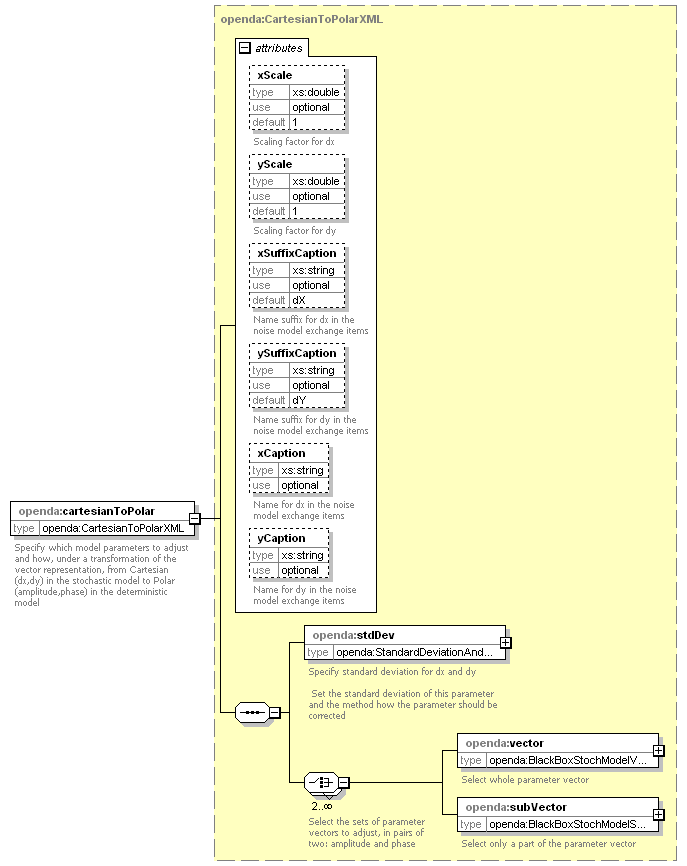 openda:CartesianToPolarXML
attributes
xScale
type xs:double
use optional
default 1
Scaling factor for dx
yScale
type xs:double
use optional
default 1
Scaling factor for dy
xSuffixCaption
type xs:string
use optional
default dX
Name suffix for dx in the
noise model exchange items
ySuffixCaption
type xs:string
use optional
default dY
Name suffix for dy in the
noise model exchange items
xCaption
type xs:string
use optional
Name for dx in the noise
model exchange items
yCaption
type xs:string
use optional
Name for dy in the noise
model exchange items
openda:cartesianToPolar
type openda:CartesianToPolarXML
Specify which model parameters to adjust
and how, under a transformation of the
vector representation, from Cartesian
(dx,dy) in the stochastic model to Polar
(amplitude,phase) in the deterministic
model
openda:stdDev
type openda:StandardDeviationAnd...
Specify standard deviation for dx and dy
Set the standard deviation of this parameter
and the method how the parameter should be
corrected
2..∞
Select the sets of parameter
vectors to adjust, in pairs of
two: amplitude and phase
openda:vector
type openda:BlackBoxStochModelV...
Select whole parameter vector
openda:subVector
type openda:BlackBoxStochModelS...
Select only a part of the parameter vector